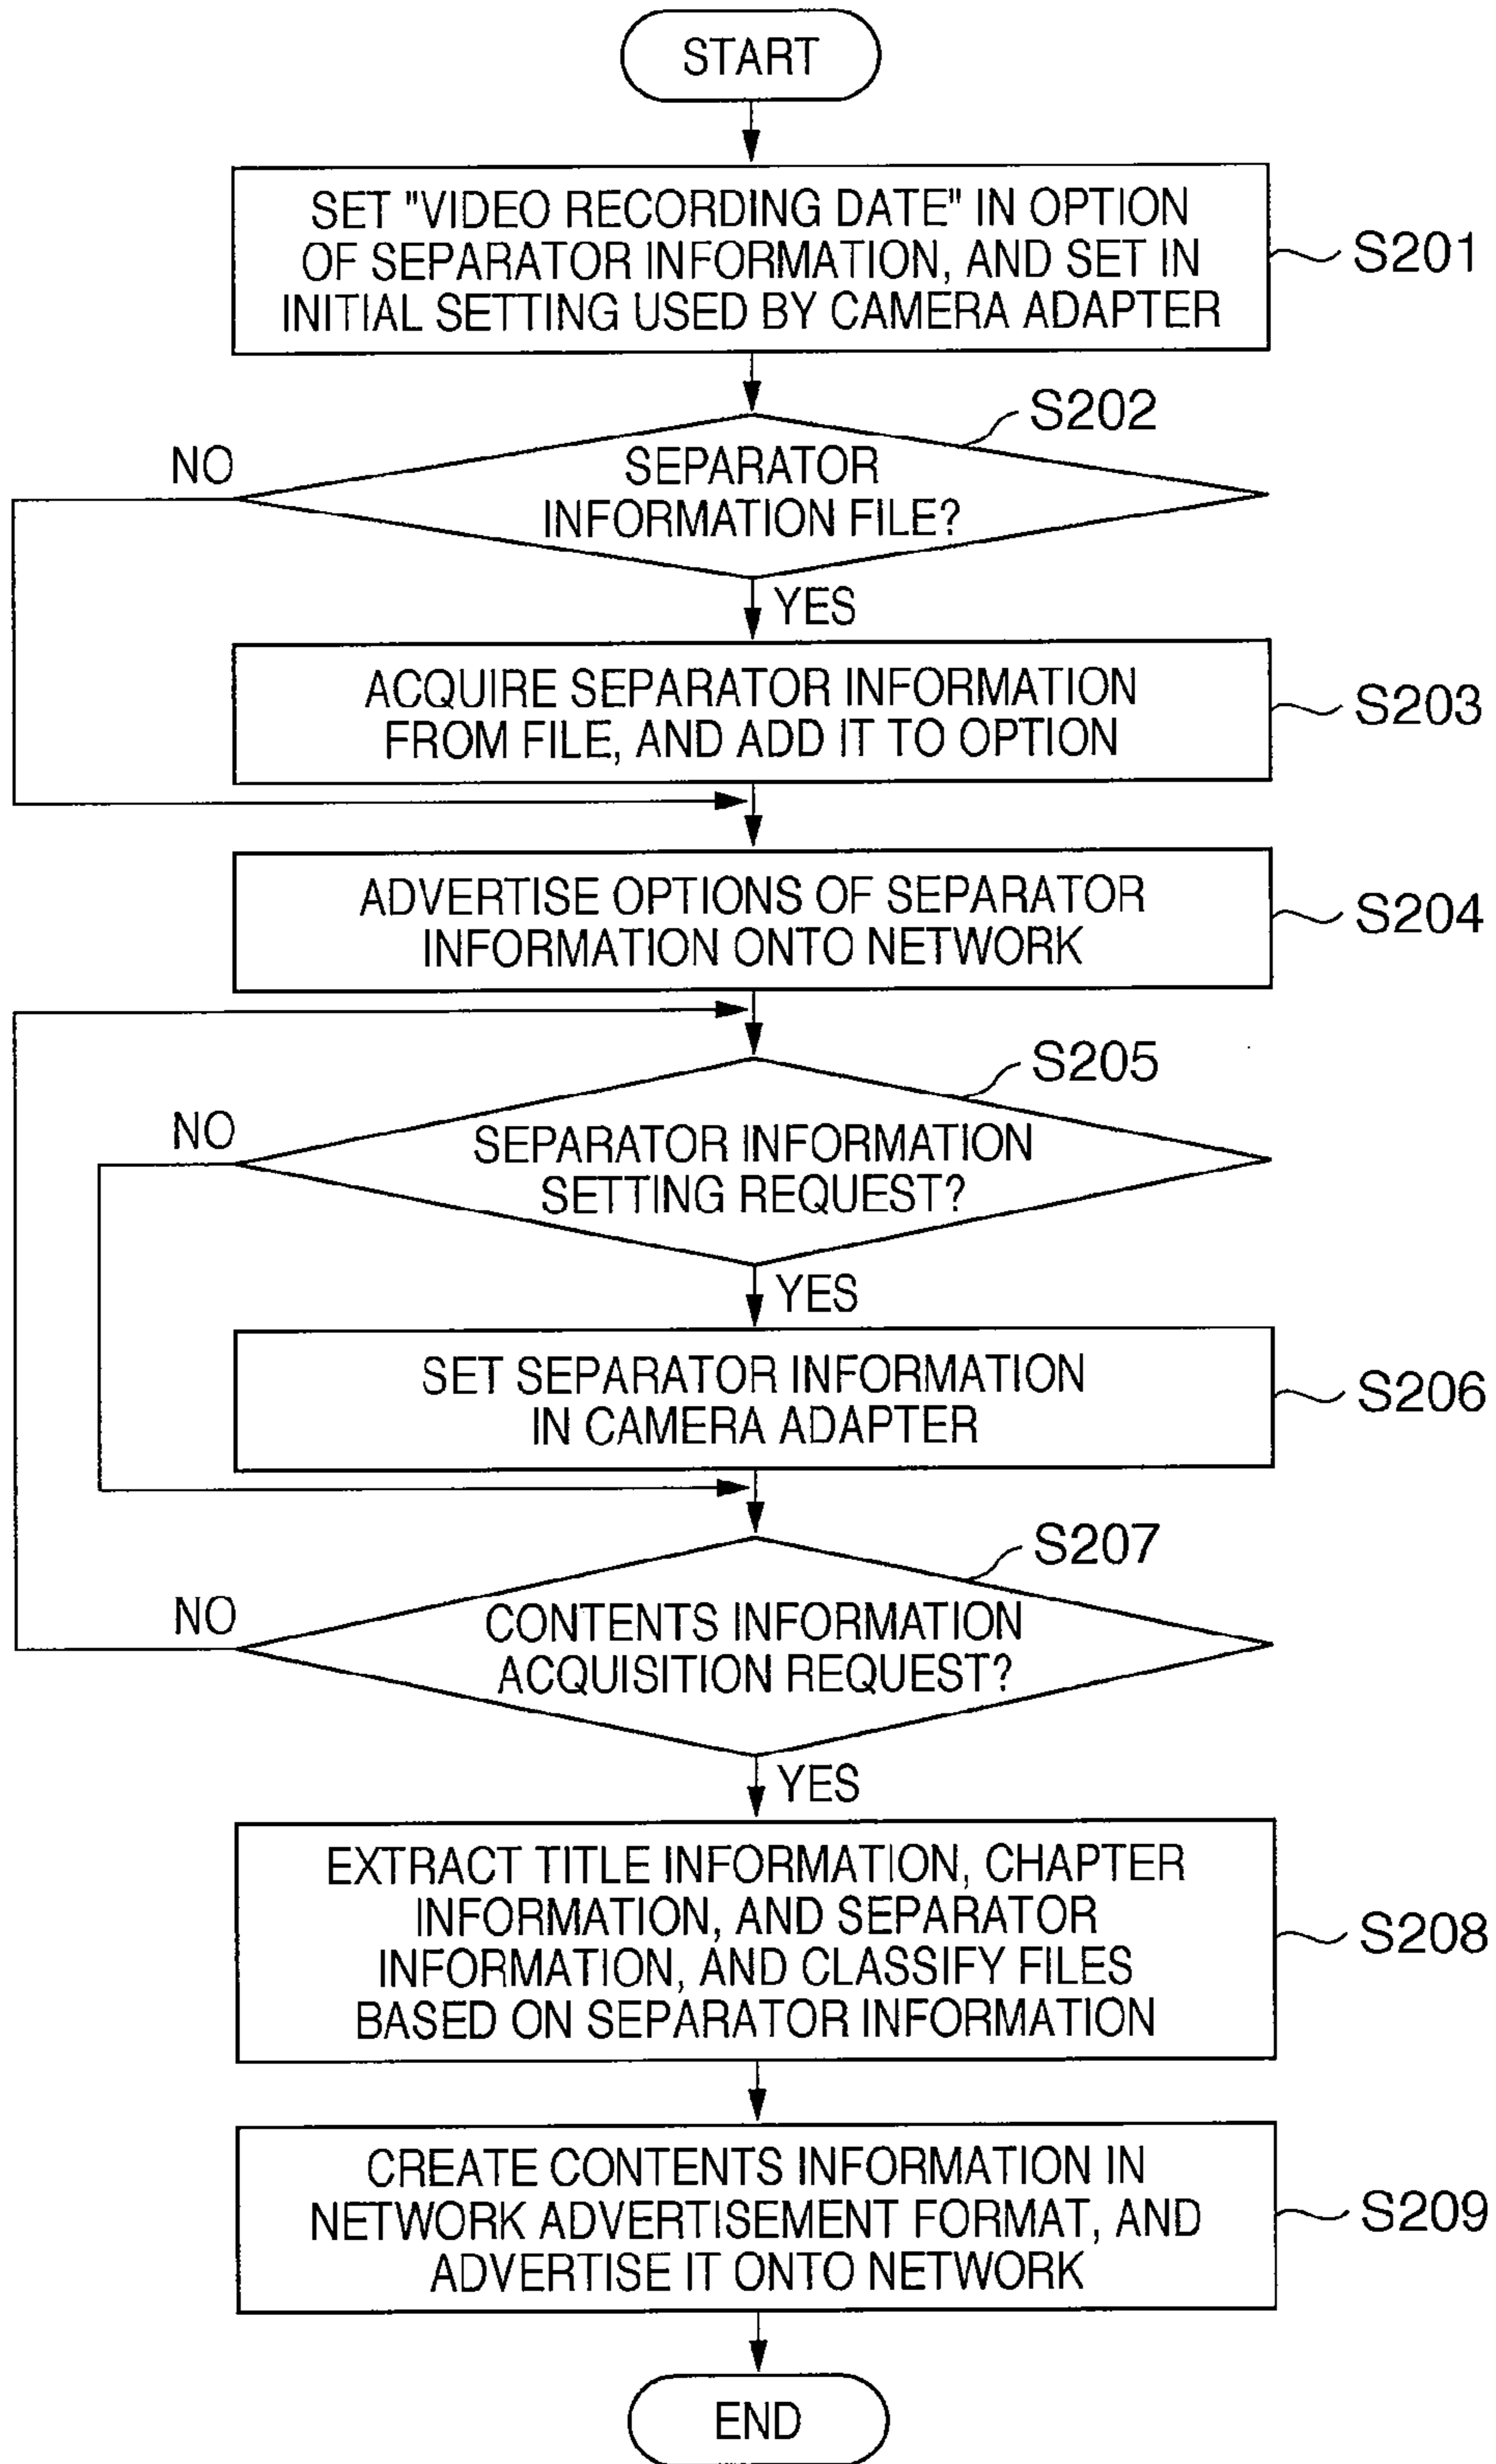 START
SET "VIDEO RECORDING DATE" IN OPTION
OF SEPARATOR INFORMATION, AND SET IN
INITIAL SETTING USED BY CAMERA ADAPTER
S201
S202
NO
SEPARATOR
INFORMATION FILE?
YES
ACQUIRE SEPARATOR INFORMATION
FROM FILE, AND ADD IT TO OPTION
S203
ADVERTISE OPTIONS OF SEPARATOR
INFORMATION ONTO NETWORK
S204
S205
NO
SEPARATOR INFORMATION
SETTING REQUEST?
YES
SET SEPARATOR INFORMATION
IN CAMERA ADAPTER
S206
S207
NO
CONTENTS INFORMATION
ACQUISITION REQUEST?
YES
EXTRACT TITLE INFORMATION, CHAPTER
INFORMATION, AND SEPARATOR
INFORMATION, AND CLASSIFY FILES
BASED ON SEPARATOR INFORMATION
S208
CREATE CONTENTS INFORMATION IN
NETWORK ADVERTISEMENT FORMAT, AND
ADVERTISE IT ONTO NETWORK
S209
END